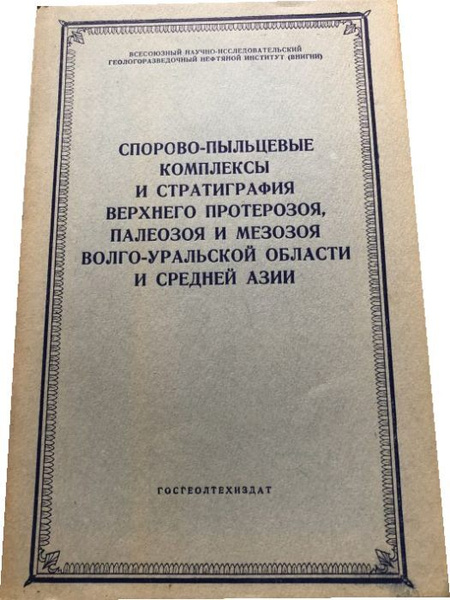 ВСЕСОЮЗНЫЙ НАУЧНО-ИССЛЕДОВАТЕЛЬСКИЙ
ГЕОЛОГОРАЗВЕДОЧНЫЙ НЕФТЯНОЙ ИНСТИТУТ (ВНИГНИ)
СПОРОВО-ПЫЛЬЦЕВЫЕ
КОМПЛЕКСЫ
И СТРАТИГРАФИЯ
ВЕРХНЕГО ПРОТЕРОЗОЯ,
ПАЛЕОЗОЯ И МЕЗОЗОЯ
ВОЛГО-УРАЛЬСКОЙ ОБЛАСТИ
И СРЕДНЕЙ АЗИИ
ГОСГЕОЛТЕХИЗДАТ